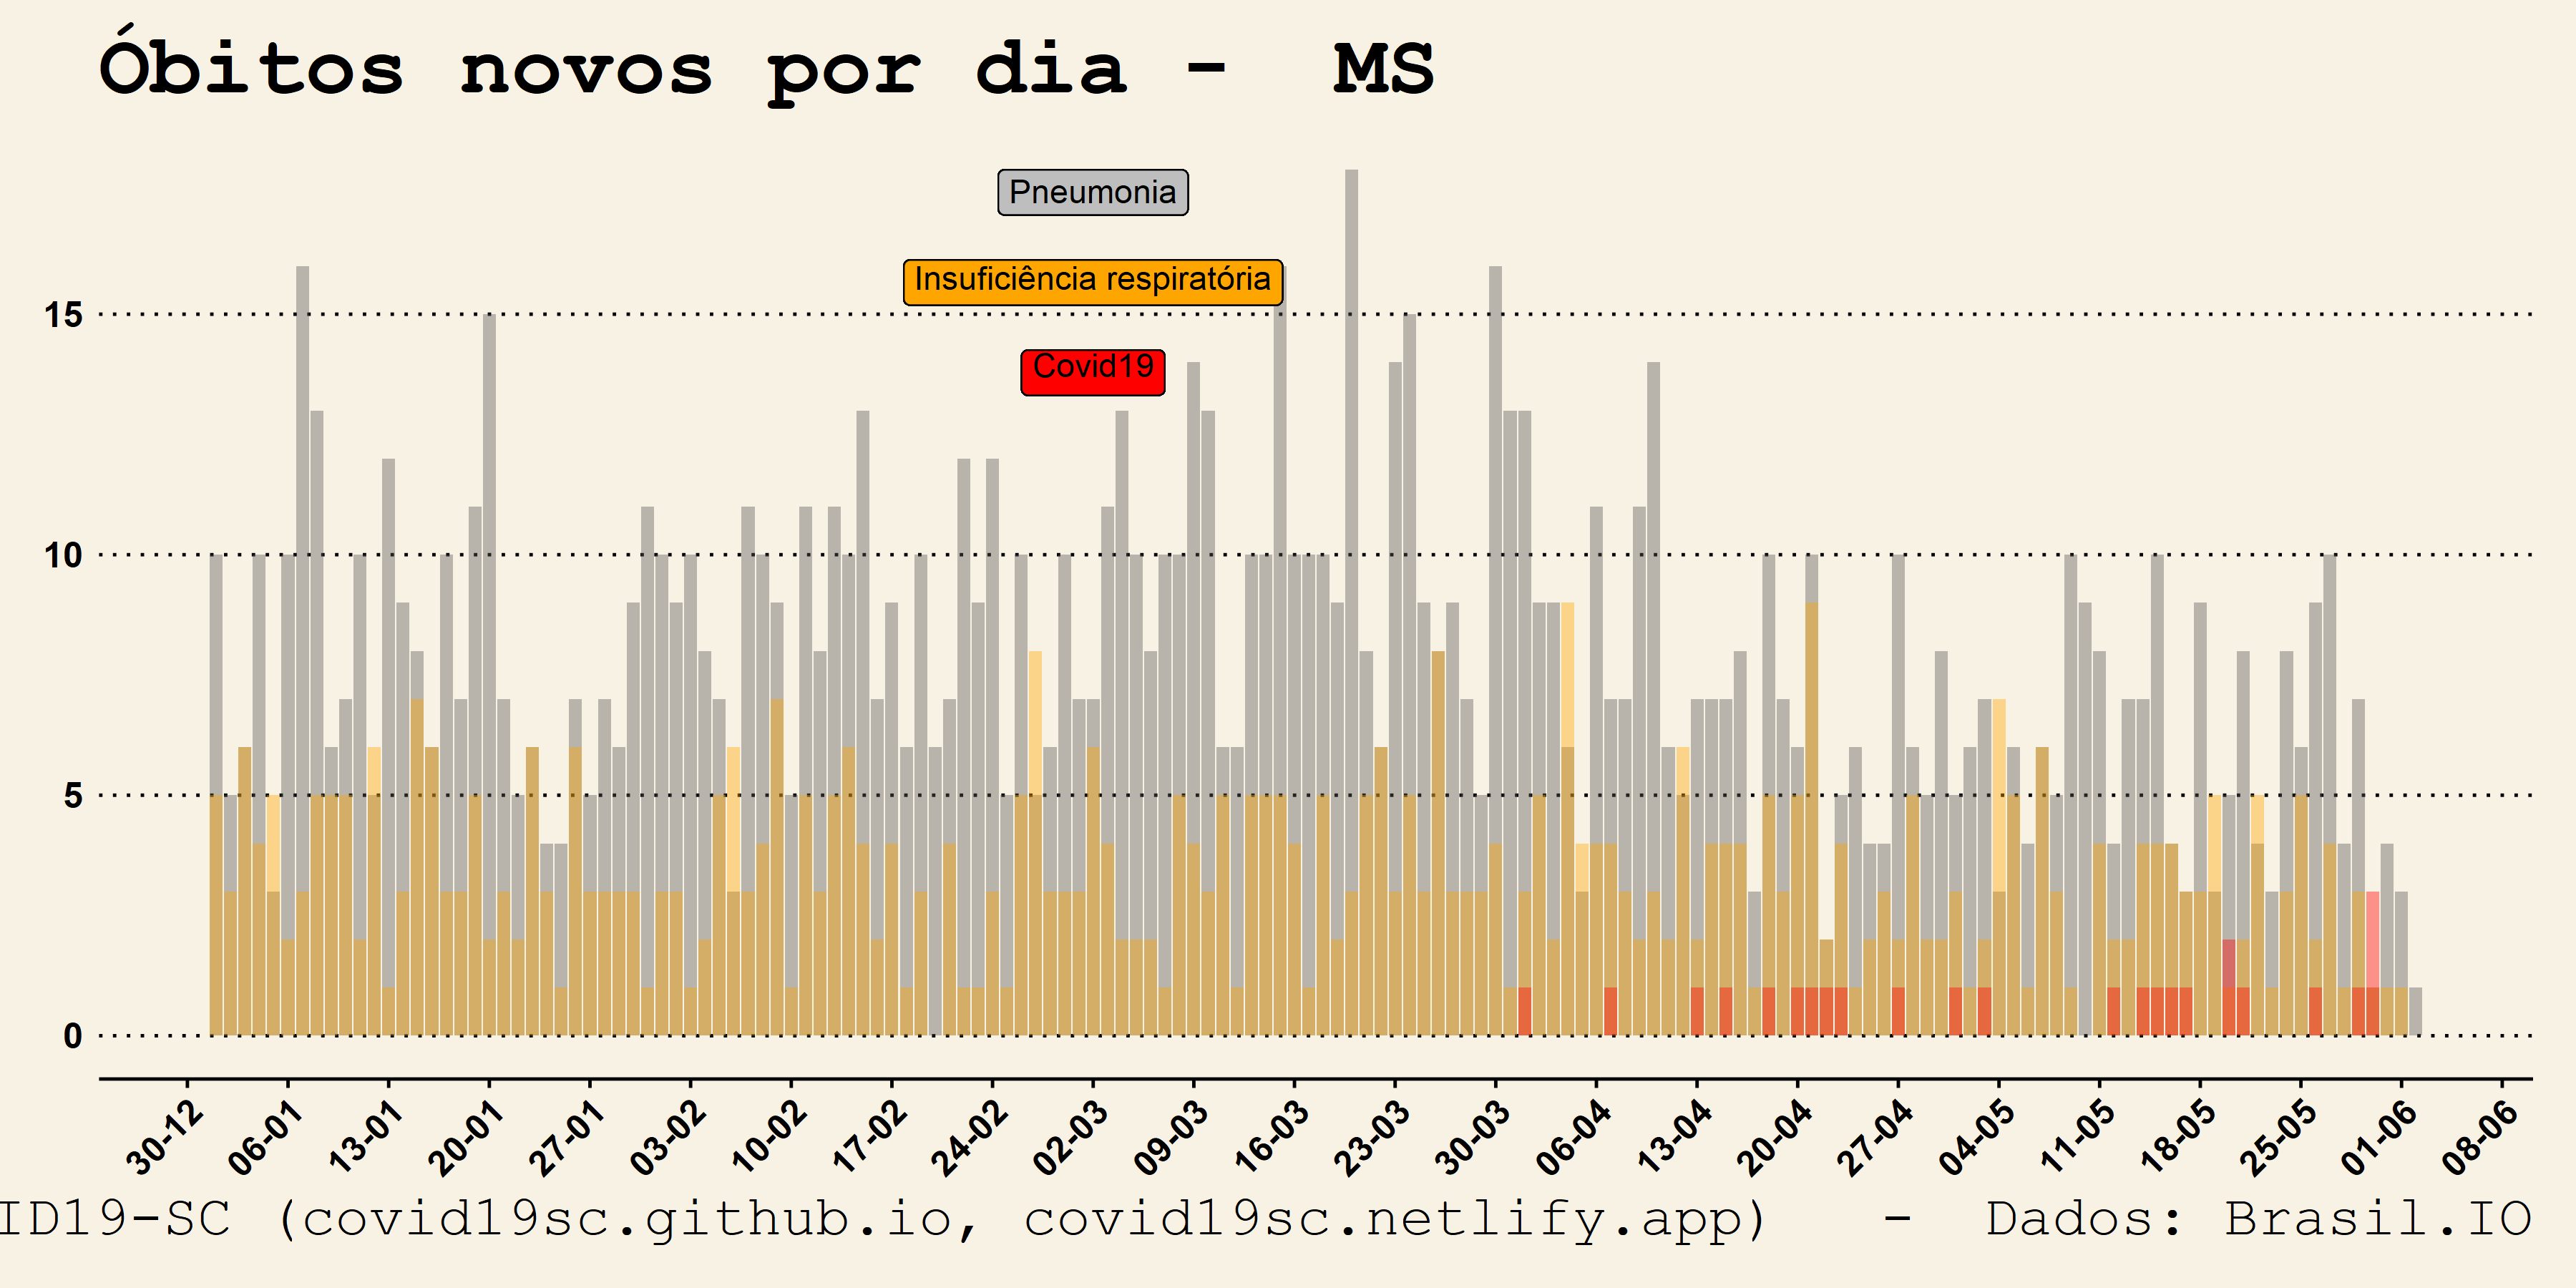 Óbitos novos por dia - MS
Pneumonia
Insuficiência respiratória
Covid19
15
10
5
0
30-12 06-01 13-01 20-01 27-01 03-02 10-02 17-02 24-02 02-03 09-03 16-03 23-03 30-03 06-04 13-04 20-04 27-04 04-05 11-05 18-05 25-05 01-06 08-06
ID19-SC (covid19sc.github.io, covid19sc.netlify.app) - Dados: Brasil.IO